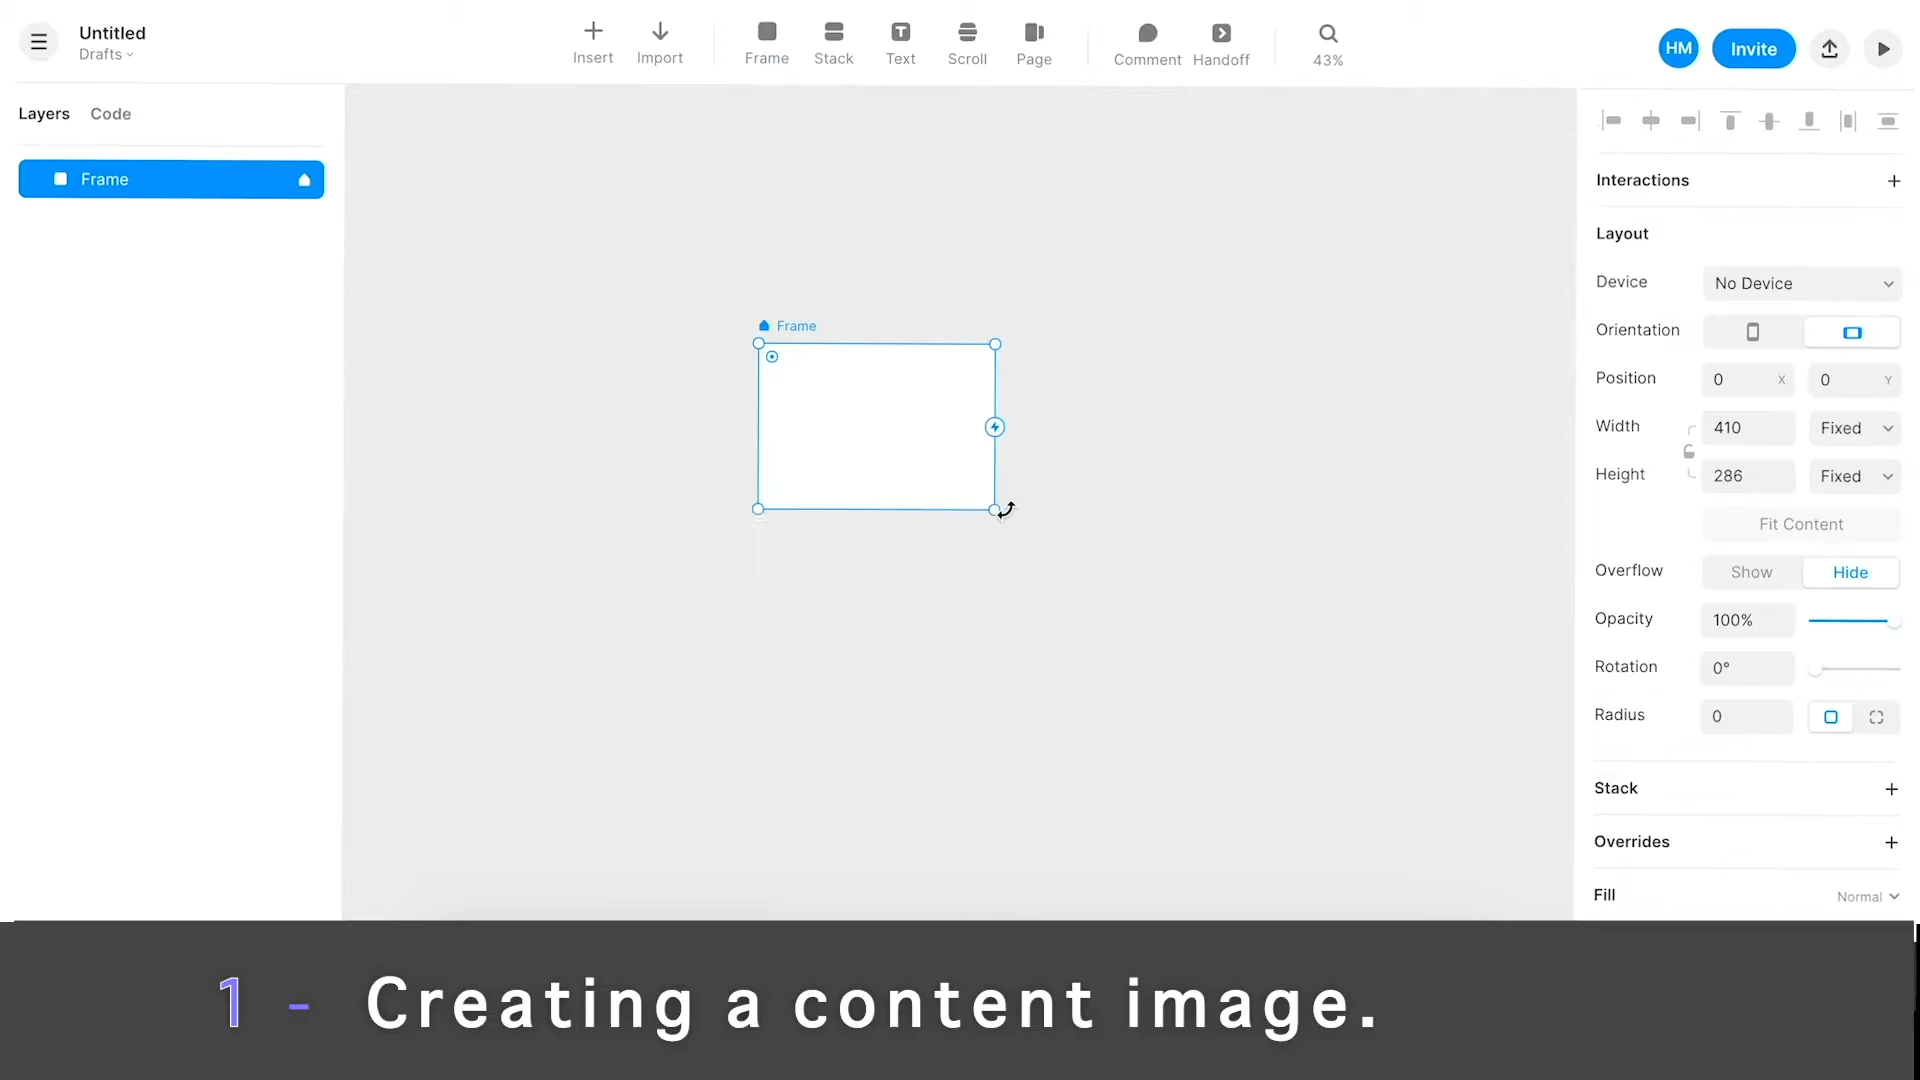 Untitled
Drafts
Insert
Import
Frame
Stack
Text
Scroll
Page
Comment
Handoff
43%
HM
Invite
Layers
Code
Frame
Frame
Interactions
Layout
Device
No Device
Orientation
Position
0 X
0 Y
Width
410
Fixed
Height
286
Fixed
Fit Content
Overflow
Show
Hide
Opacity
100%
Rotation
0°
Radius
0
Stack
Overrides
Fill
Normal
1 - Creating a content image.